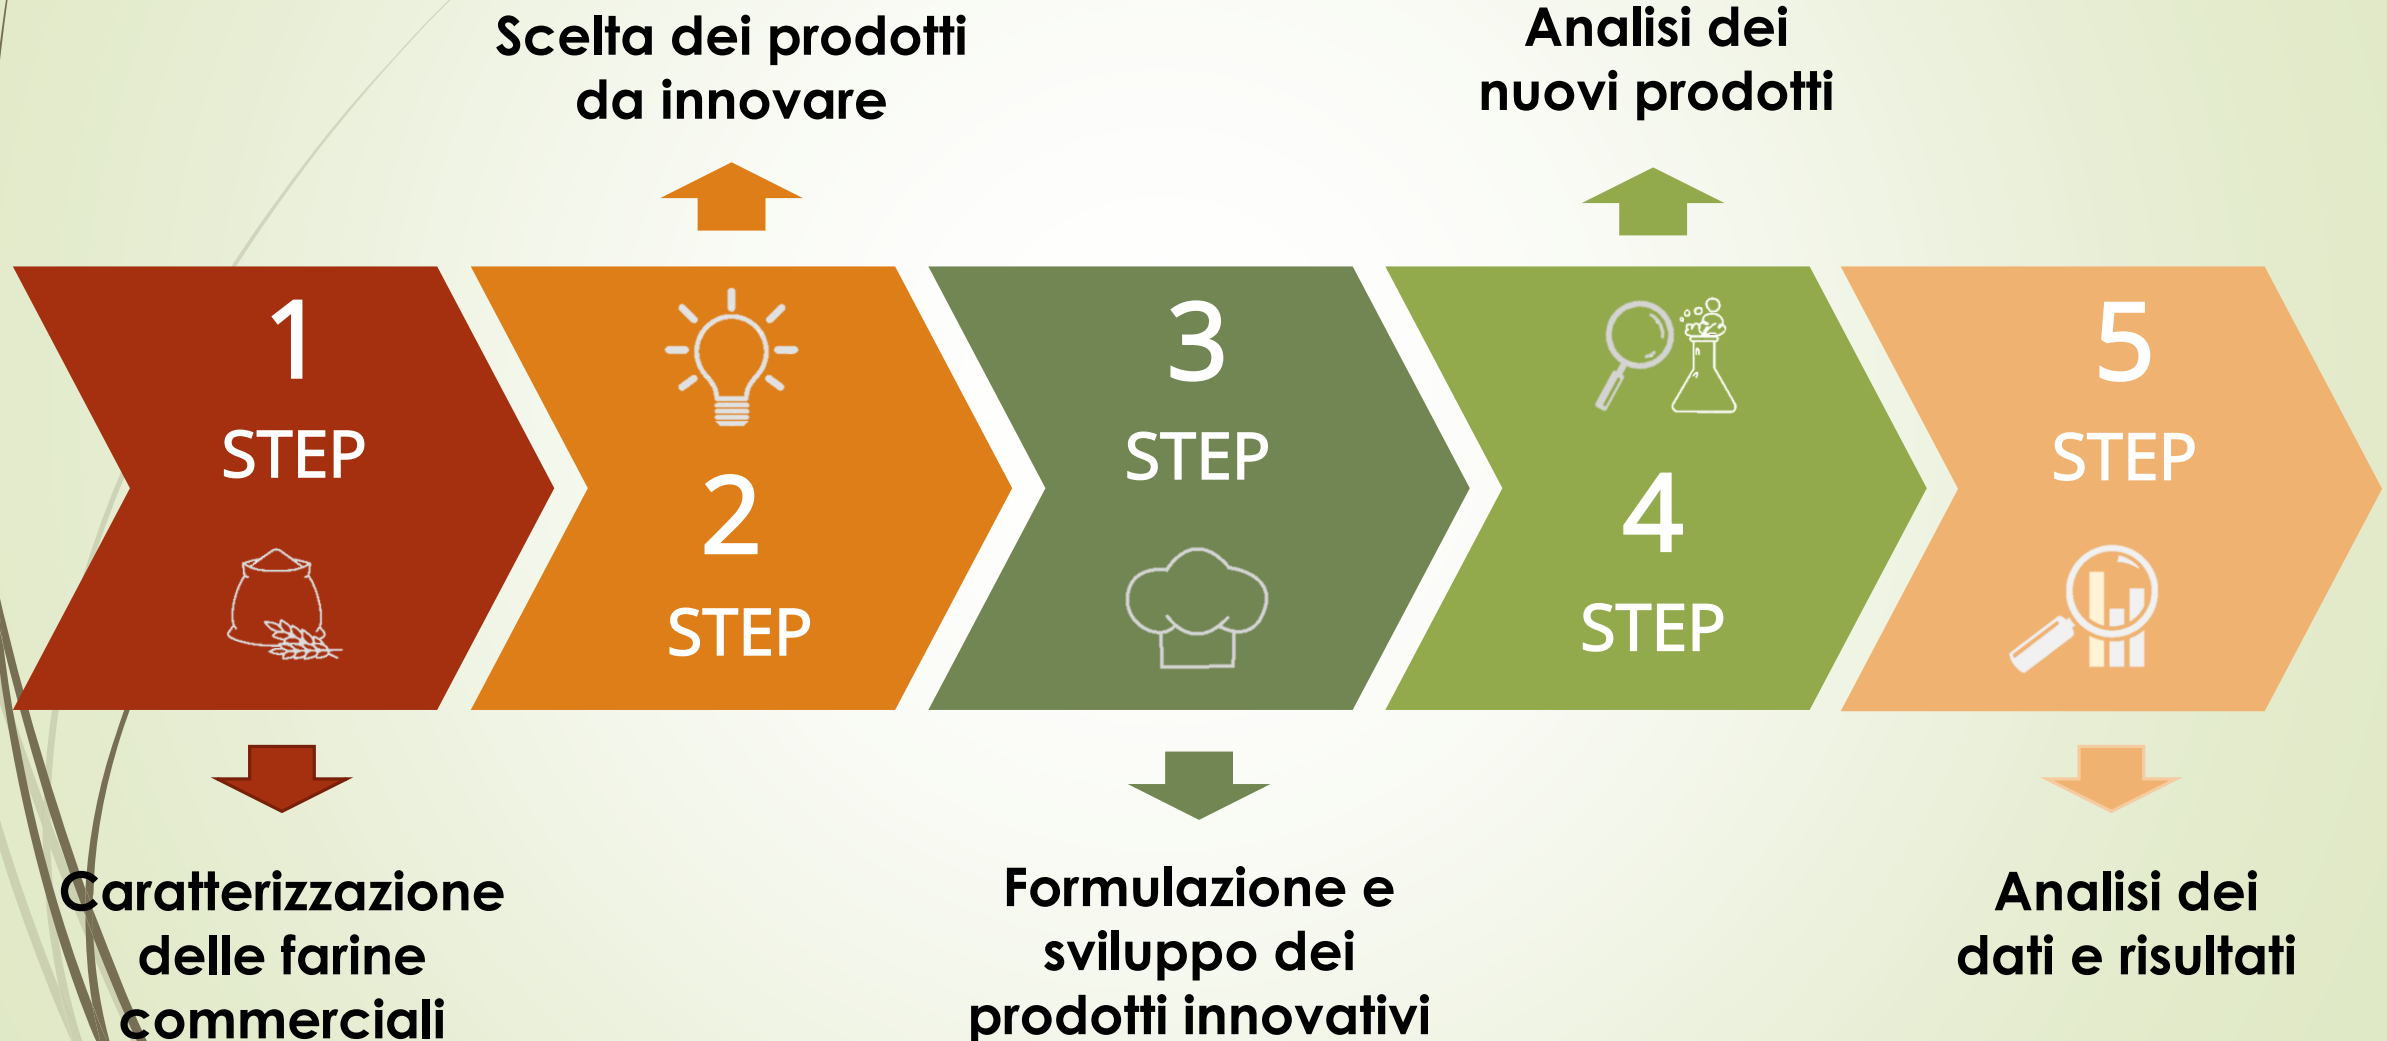 Scelta dei prodotti
da innovare
Analisi dei
nuovi prodotti
1
STEP
2
STEP
3
STEP
4
STEP
5
STEP
Caratterizzazione
delle farine
commerciali
Formulazione e
sviluppo dei
prodotti innovativi
Analisi dei
dati e risultati